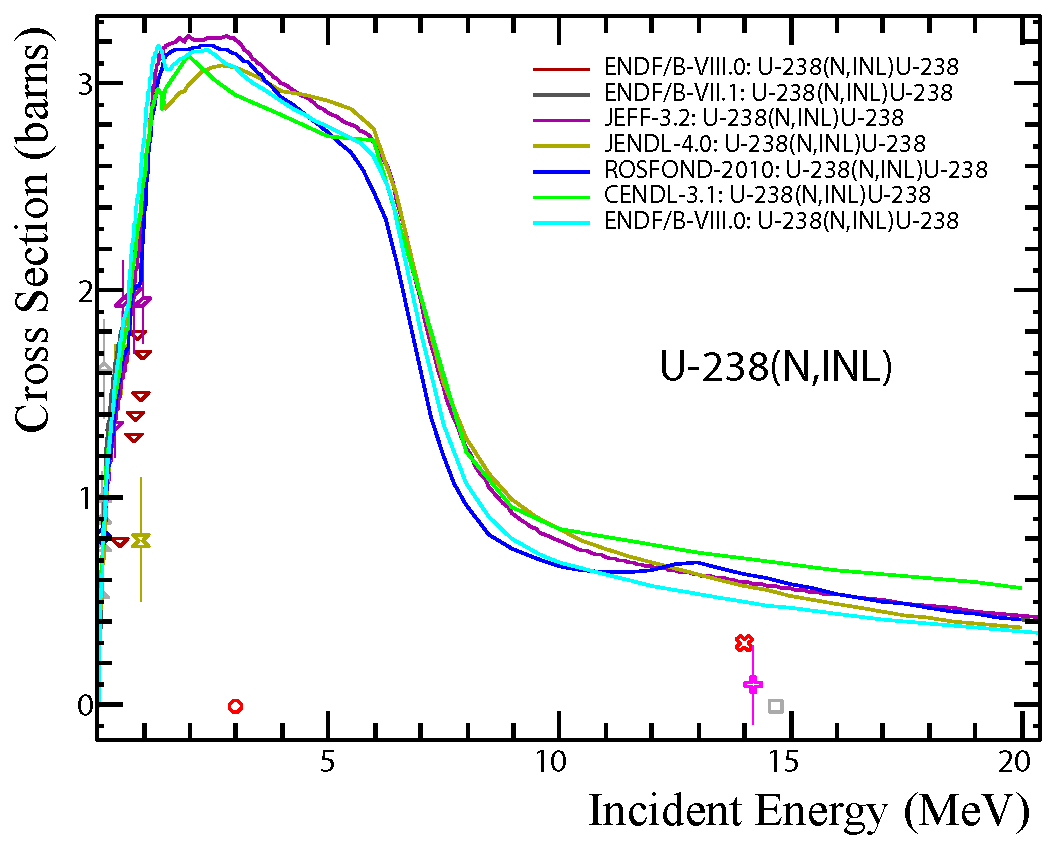 Cross Section (barns)
3
2
1
0
ENDF/B-VIII.0: U-238(N,INL)U-238
ENDF/B-VII.1: U-238(N,INL)U-238
JEFF-3.2: U-238(N,INL)U-238
JENDL-4.0: U-238(N,INL)U-238
ROSFOND-2010: U-238(N,INL)U-238
CENDL-3.1: U-238(N,INL)U-238
ENDF/B-VIII.0: U-238(N,INL)U-238
U-238(N,INL)
5 10 15 20
Incident Energy (MeV)